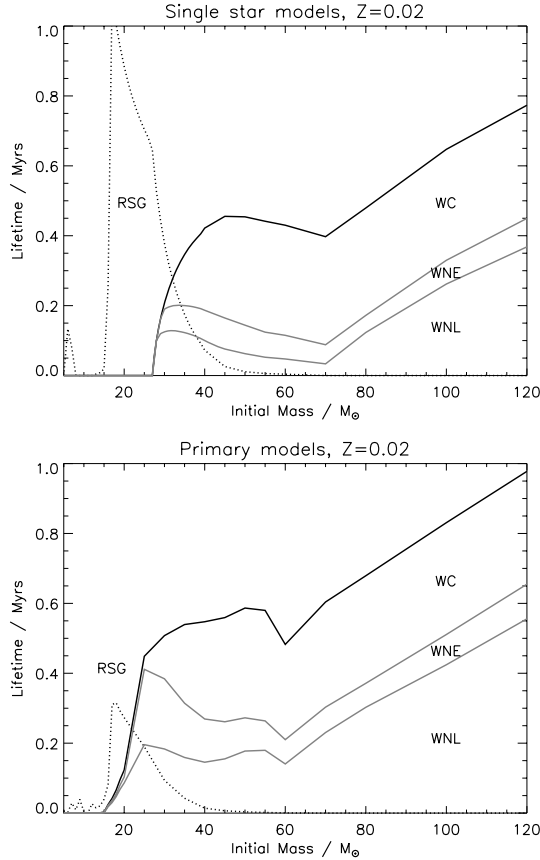 Single star models, Z=0.02
1.0
0.8
0.6
0.4
0.2
0.0
Lifetime / Myrs
RSG
WC
WNE
WNL
20 40 60 80 100 120
Initial Mass / M⊙
Primary models, Z=0.02
1.0
0.8
0.6
0.4
0.2
0.0
Lifetime / Myrs
RSG
WC
WNE
WNL
20 40 60 80 100 120
Initial Mass / M⊙